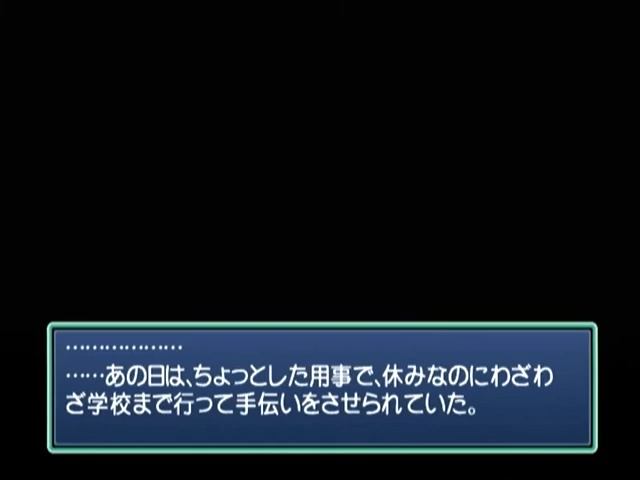 ………………
……あの日は、ちょっとした用事で、休みなのにわざわ
ざ学校まで行って手伝いをさせられていた。